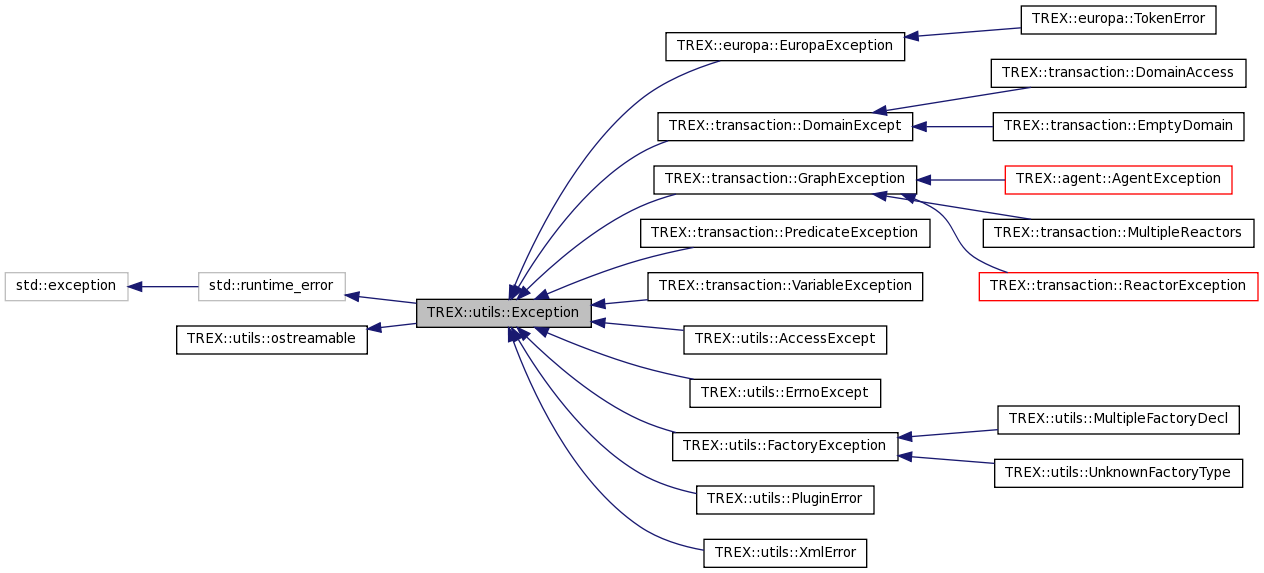 std::exception
std::runtime_error
TREX::utils::ostreamable
TREX::utils::Exception
TREX::europa::EuropaException
TREX::transaction::DomainExcept
TREX::transaction::GraphException
TREX::transaction::PredicateException
TREX::transaction::VariableException
TREX::utils::AccessExcept
TREX::utils::ErrnoExcept
TREX::utils::FactoryException
TREX::utils::PluginError
TREX::utils::XmlError
TREX::europa::TokenError
TREX::transaction::DomainAccess
TREX::transaction::EmptyDomain
TREX::agent::AgentException
TREX::transaction::MultipleReactors
TREX::transaction::ReactorException
TREX::utils::MultipleFactoryDecl
TREX::utils::UnknownFactoryType